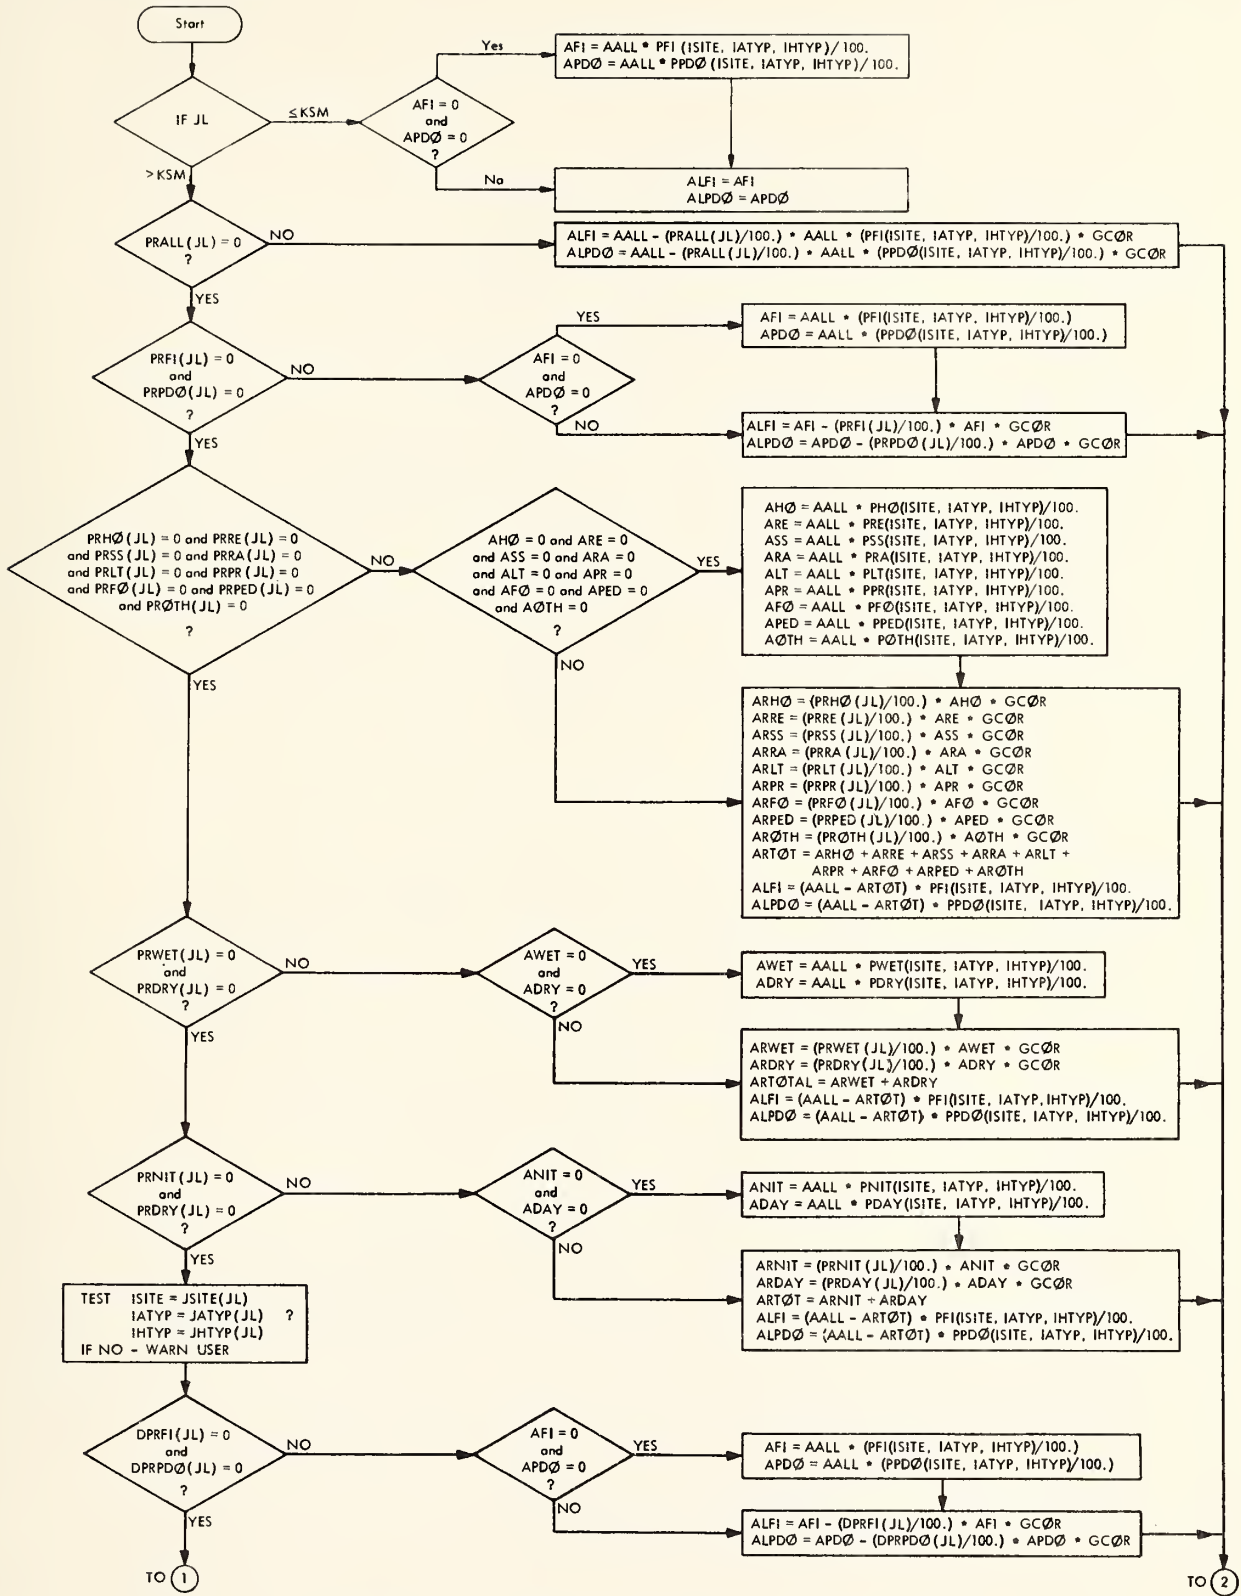 Start
IF JL
≤KSM
>KSM
AFI = 0
and
APDØ = 0
?
Yes
No
AFI = AALL * PFI (ISITE, IATYP, IHTYP)/100.
APDØ = AALL * PPDØ (ISITE, IATYP, IHTYP)/100.
ALFI = AFI
ALPDØ = APDØ
PRALL(JL) = 0
?
NO
YES
ALFI = AALL - (PRALL(JL)/100.) * AALL * (PFI(ISITE, IATYP, IHTYP)/100.) * GCØR
ALPDØ = AALL - (PRALL(JL)/100.) * AALL * (PPDØ(ISITE, IATYP, IHTYP)/100.) * GCØR
PRFI(JL) = 0
and
PRPDØ(JL) = 0
?
NO
YES
AFI = 0
and
APDØ = 0
?
YES
NO
AFI = AALL * (PFI(ISITE, IATYP, IHTYP)/100.)
APDØ = AALL * (PPDØ(ISITE, IATYP, IHTYP)/100.)
ALFI = AFI - (PRFI(JL)/100.) * AFI * GCØR
ALPDØ = APDØ - (PRPDØ(JL)/100.) * APDØ * GCØR
PRHØ(JL) = 0 and PRRE(JL) = 0
and PRSS(JL) = 0 and PRRA(JL) = 0
and PRLT(JL) = 0 and PRPR(JL) = 0
and PRFØ(JL) = 0 and PRPED(JL) = 0
and PRØTH(JL) = 0
?
NO
YES
AHØ = 0 and ARE = 0
and ASS = 0 and ARA = 0
and ALT = 0 and APR = 0
and AFØ = 0 and APED = 0
and AØTH = 0
?
YES
NO
AHØ = AALL * PHØ(ISITE, IATYP, IHTYP)/100.
ARE = AALL * PRE(ISITE, IATYP, IHTYP)/100.
ASS = AALL * PSS(ISITE, IATYP, IHTYP)/100.
ARA = AALL * PRA(ISITE, IATYP, IHTYP)/100.
ALT = AALL * PLT(ISITE, IATYP, IHTYP)/100.
APR = AALL * PPR(ISITE, IATYP, IHTYP)/100.
AFØ = AALL * PFØ(ISITE, IATYP, IHTYP)/100.
APED = AALL * PPED(ISITE, IATYP, IHTYP)/100.
AØTH = AALL * PØTH(ISITE, IATYP, IHTYP)/100.
ARHØ = (PRHØ(JL)/100.) * AHØ * GCØR
ARRE = (PRRE(JL)/100.) * ARE * GCØR
ARSS = (PRSS(JL)/100.) * ASS * GCØR
ARRA = (PRRA(JL)/100.) * ARA * GCØR
ARLT = (PRLT(JL)/100.) * ALT * GCØR
ARPR = (PRPR(JL)/100.) * APR * GCØR
ARFØ = (PRFØ(JL)/100.) * AFØ * GCØR
ARPED = (PRPED(JL)/100.) * APED * GCØR
ARØTH = (PRØTH(JL)/100.) * AØTH * GCØR
ARTØT = ARHØ + ARRE + ARSS + ARRA + ARLT +
ARPR + ARFØ + ARPED + ARØTH
ALFI = (AALL - ARTØT) * PFI(ISITE, IATYP, IHTYP)/100.
ALPDØ = (AALL - ARTØT) * PPDØ(ISITE, IATYP, IHTYP)/100.
PRWET(JL) = 0
and
PRDRY(JL) = 0
?
NO
YES
AWET = 0
and
ADRY = 0
?
YES
NO
AWET = AALL * PWET(ISITE, IATYP, IHTYP)/100.
ADRY = AALL * PDRY(ISITE, IATYP, IHTYP)/100.
ARWET = (PRWET(JL)/100.) * AWET * GCØR
ARDRY = (PRDRY(JL)/100.) * ADRY * GCØR
ARTØTAL = ARWET + ARDRY
ALFI = (AALL - ARTØT) * PFI(ISITE, IATYP, IHTYP)/100.
ALPDØ = (AALL - ARTØT) * PPDØ(ISITE, IATYP, IHTYP)/100.
PRNIT(JL) = 0
and
PRDRY(JL) = 0
?
NO
YES
ANIT = 0
and
ADAY = 0
?
YES
NO
ANIT = AALL * PNIT(ISITE, IATYP, IHTYP)/100.
ADAY = AALL * PDAY(ISITE, IATYP, IHTYP)/100.
ARNIT = (PRNIT(JL)/100.) * ANIT * GCØR
ARDAY = (PRDAY(JL)/100.) * ADAY * GCØR
ARTØT = ARNIT + ARDAY
ALFI = (AALL - ARTØT) * PFI(ISITE, IATYP, IHTYP)/100.
ALPDØ = (AALL - ARTØT) * PPDØ(ISITE, IATYP, IHTYP)/100.
TEST ISITE = JSITE(JL)
IATYP = JATYP(JL) ?
IHTYP = JHTYP(JL)
IF NO - WARN USER
DPRFI(JL) = 0
and
DPRPDØ(JL) = 0
?
NO
YES
AFI = 0
and
APDØ = 0
?
YES
NO
AFI = AALL * (PFI(ISITE, IATYP, IHTYP)/100.)
APDØ = AALL * (PPDØ(ISITE, IATYP, IHTYP)/100.)
ALFI = AFI - (DPRFI(JL)/100.) * AFI * GCØR
ALPDØ = APDØ - (DPRPDØ(JL)/100.) * APDØ * GCØR
TO 1
TO 2